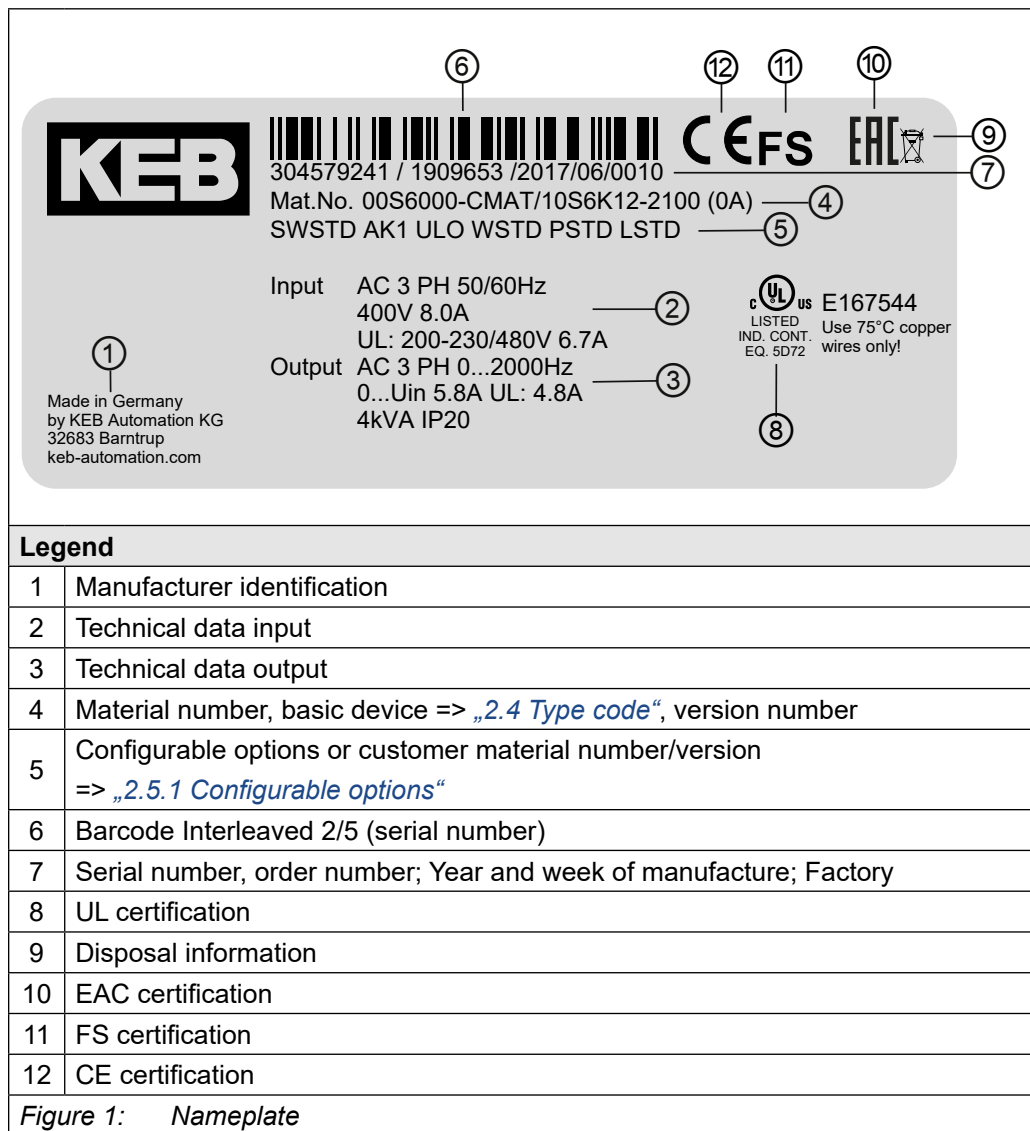 ⑥
⑫
⑪
⑩
KEB
CE FS EAC
⑨
304579241 / 1909653 /2017/06/0010
⑦
Mat.No. 00S6000-CMAT/10S6K12-2100 (0A)
④
SWSTD AK1 ULO WSTD PSTD LSTD
⑤
Input AC 3 PH 50/60Hz
400V 8.0A
②
UL: 200-230/480V 6.7A
Output AC 3 PH 0...2000Hz
③
0...Uin 5.8A UL: 4.8A
4kVA IP20
c UL us E167544
LISTED
IND. CONT.
EQ. 5D72
Use 75°C copper
wires only!
⑧
①
Made in Germany
by KEB Automation KG
32683 Barntrup
keb-automation.com
Legend
1 Manufacturer identification
2 Technical data input
3 Technical data output
4 Material number, basic device => „2.4 Type code“, version number
5 Configurable options or customer material number/version
=> „2.5.1 Configurable options“
6 Barcode Interleaved 2/5 (serial number)
7 Serial number, order number; Year and week of manufacture; Factory
8 UL certification
9 Disposal information
10 EAC certification
11 FS certification
12 CE certification
Figure 1: Nameplate